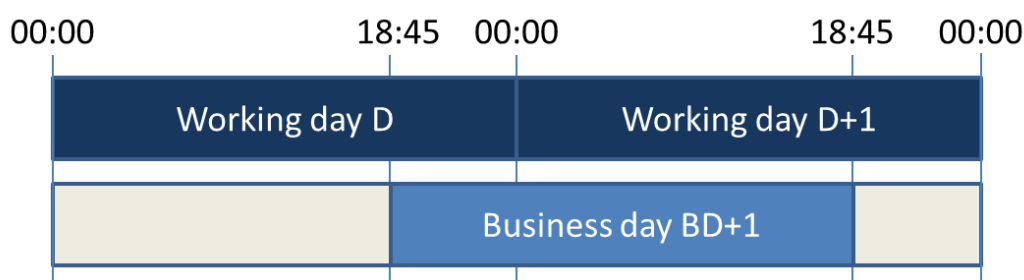 00:00 18:45 00:00 18:45 00:00
Working day D Working day D+1
Business day BD+1